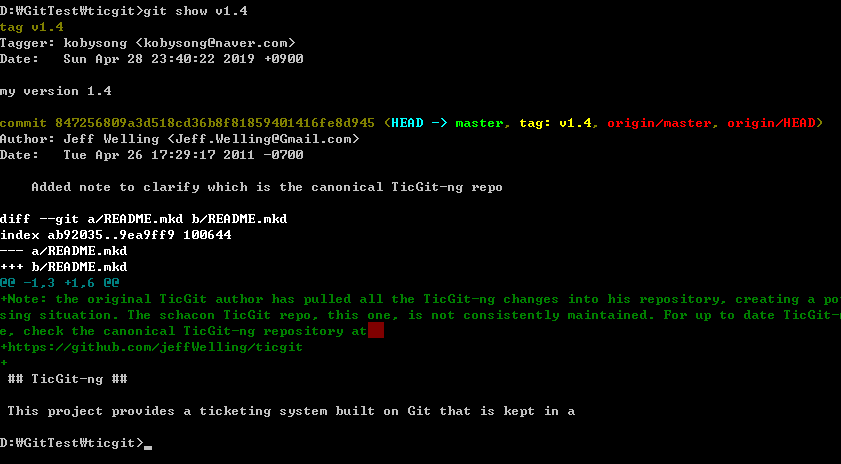 D:₩GitTest₩ticgit>git show v1.4
tag v1.4
Tagger: kobysong <kobysong@naver.com>
Date:   Sun Apr 28 23:40:22 2019 +0900

my version 1.4

commit 847256809a3d518cd36b8f81859401416fe8d945 (HEAD -> master, tag: v1.4, origin/master, origin/HEAD)
Author: Jeff Welling <Jeff.Welling@Gmail.com>
Date:   Tue Apr 26 17:29:17 2011 -0700

    Added note to clarify which is the canonical TicGit-ng repo

diff --git a/README.mkd b/README.mkd
index ab92035..9ea9ff9 100644
--- a/README.mkd
+++ b/README.mkd
@@ -1,3 +1,6 @@
+Note: the original TicGit author has pulled all the TicGit-ng changes into his repository, creating a po
sing situation. The schacon TicGit repo, this one, is not consistently maintained. For up to date TicGit-
e, check the canonical TicGit-ng repository at
+https://github.com/jeffWelling/ticgit
+
 ## TicGit-ng ##

 This project provides a ticketing system built on Git that is kept in a

D:₩GitTest₩ticgit>